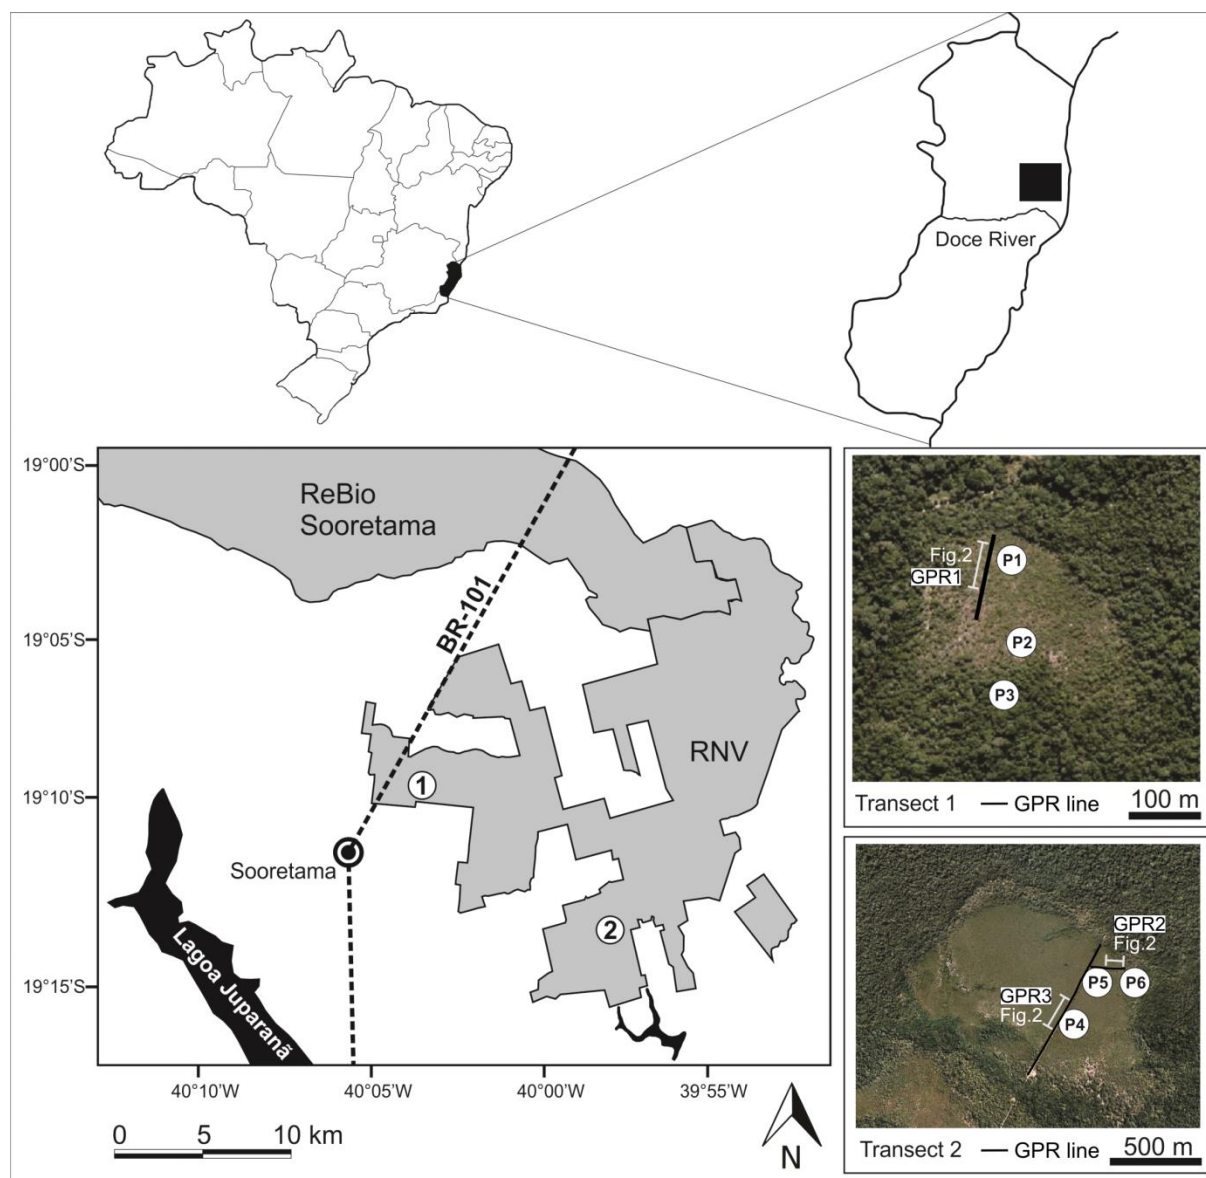 Doce River
19°00'S
19°05'S
19°10'S
19°15'S
ReBio
Sooretama
BR-101
RNV
1
2
Sooretama
Lagoa Juparanã
40°10'W
40°05'W
40°00'W
39°55'W
0 5 10 km
N
Fig.2
GPR1
P1
P2
P3
Transect 1 GPR line 100 m
GPR2
Fig.2
P5
P6
GPR3
Fig.2
P4
Transect 2 GPR line 500 m